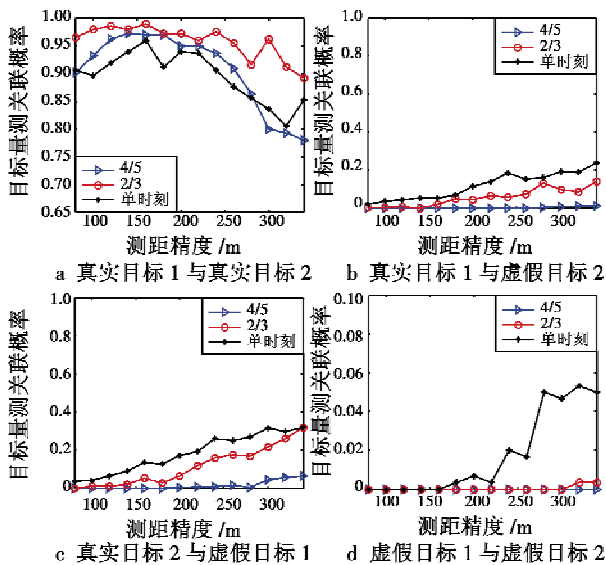 目标量测关联概率
1.00
0.95
0.90
0.85
0.80
0.75
0.70
0.65
4/5
2/3
单时刻
100 150 200 250 300
测距精度 /m
a 真实目标 1 与真实目标 2
目标量测关联概率
1.0
0.8
0.6
0.4
0.2
0
4/5
2/3
单时刻
100 150 200 250 300
测距精度 /m
b 真实目标 1 与虚假目标 2
目标量测关联概率
1.0
0.8
0.6
0.4
0.2
0
4/5
2/3
单时刻
100 150 200 250 300
测距精度 /m
c 真实目标 2 与虚假目标 1
目标量测关联概率
0.10
0.08
0.06
0.04
0.02
0
4/5
2/3
单时刻
100 150 200 250 300
测距精度 /m
d 虚假目标 1 与虚假目标 2